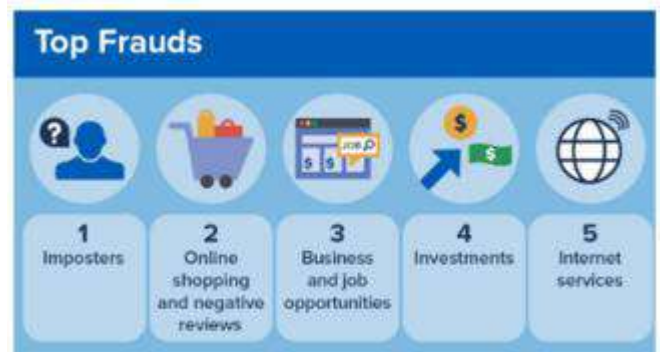 Top Frauds
?
JOB
$ $
$
$
1
Imposters
2
Online
shopping
and negative
reviews
3
Business
and job
opportunities
4
Investments
5
Internet
services